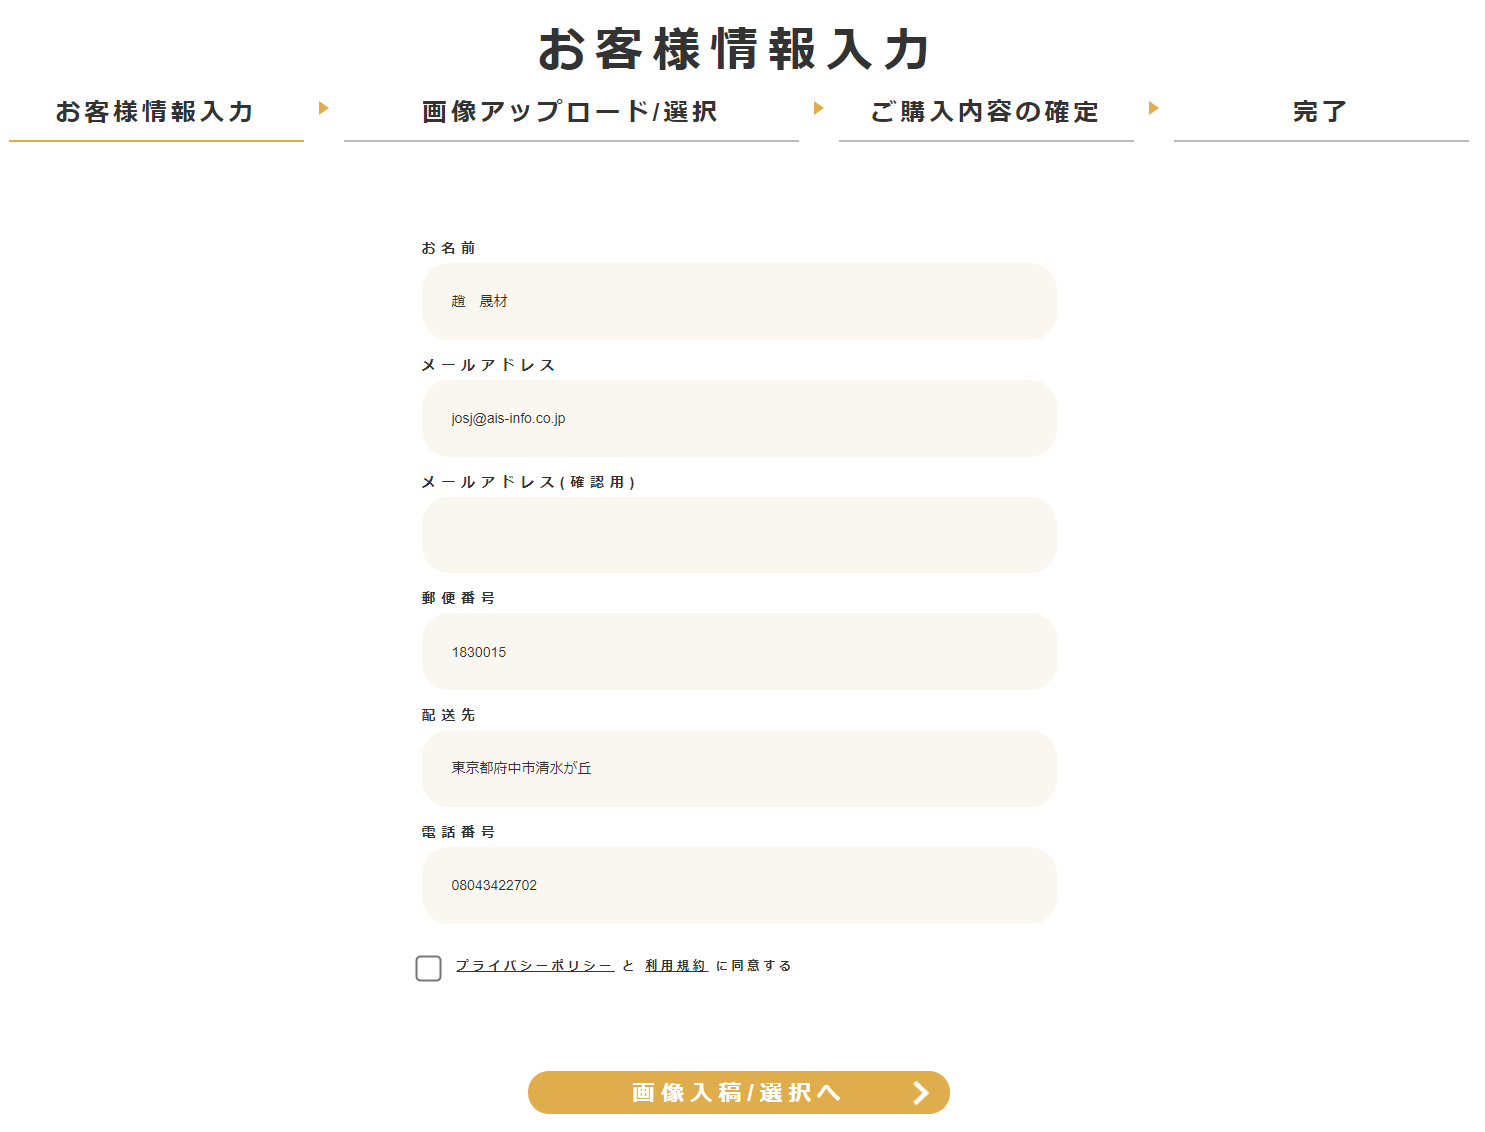 お客様情報入力
お客様情報入力
画像アップロード/選択
ご購入内容の確定
完了
お名前
趙　晟材
メールアドレス
josj@ais-info.co.jp
メールアドレス(確認用)
郵便番号
1830015
配送先
東京都府中市清水が丘
電話番号
08043422702
プライバシーポリシー と 利用規約 に同意する
画像入稿/選択へ